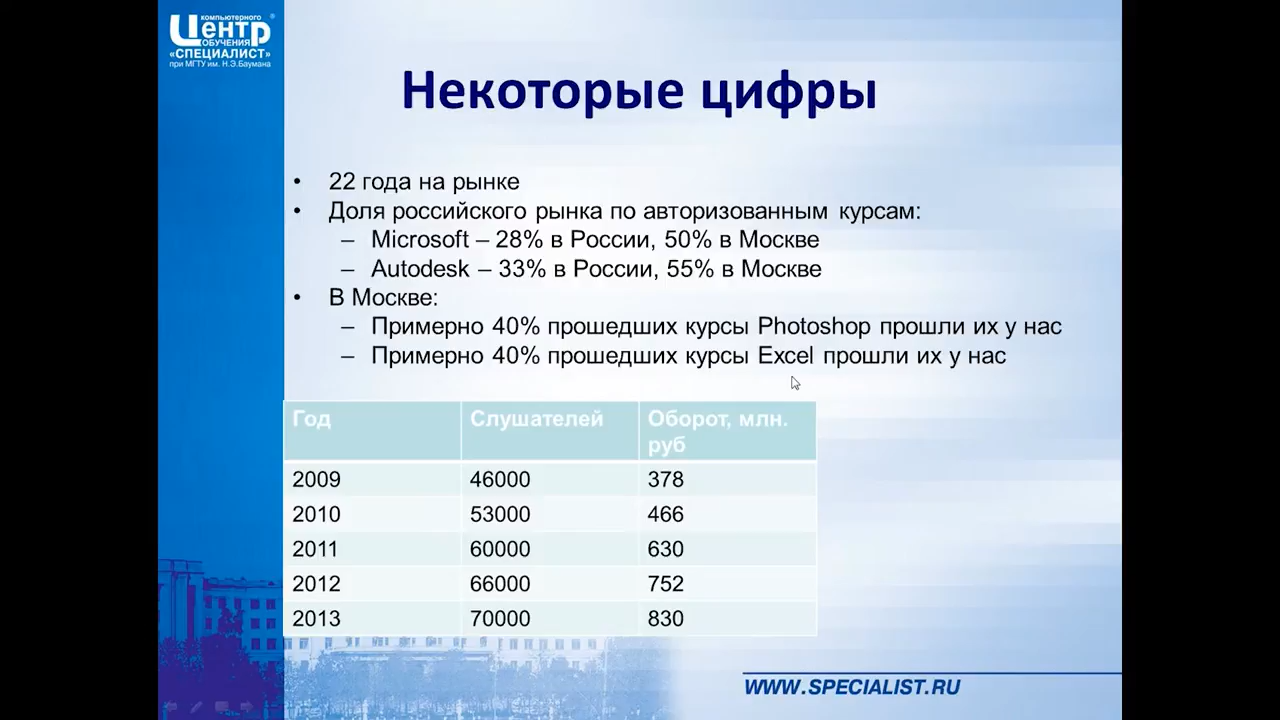 компьютерного
Центр
ОБУЧЕНИЯ
«СПЕЦИАЛИСТ»
при МГТУ им. Н.Э.Баумана
Некоторые цифры
• 22 года на рынке
• Доля российского рынка по авторизованным курсам:
– Microsoft – 28% в России, 50% в Москве
– Autodesk – 33% в России, 55% в Москве
• В Москве:
– Примерно 40% прошедших курсы Photoshop прошли их у нас
– Примерно 40% прошедших курсы Excel прошли их у нас
Год Слушателей Оборот, млн. руб
2009 46000 378
2010 53000 466
2011 60000 630
2012 66000 752
2013 70000 830
WWW.SPECIALIST.RU